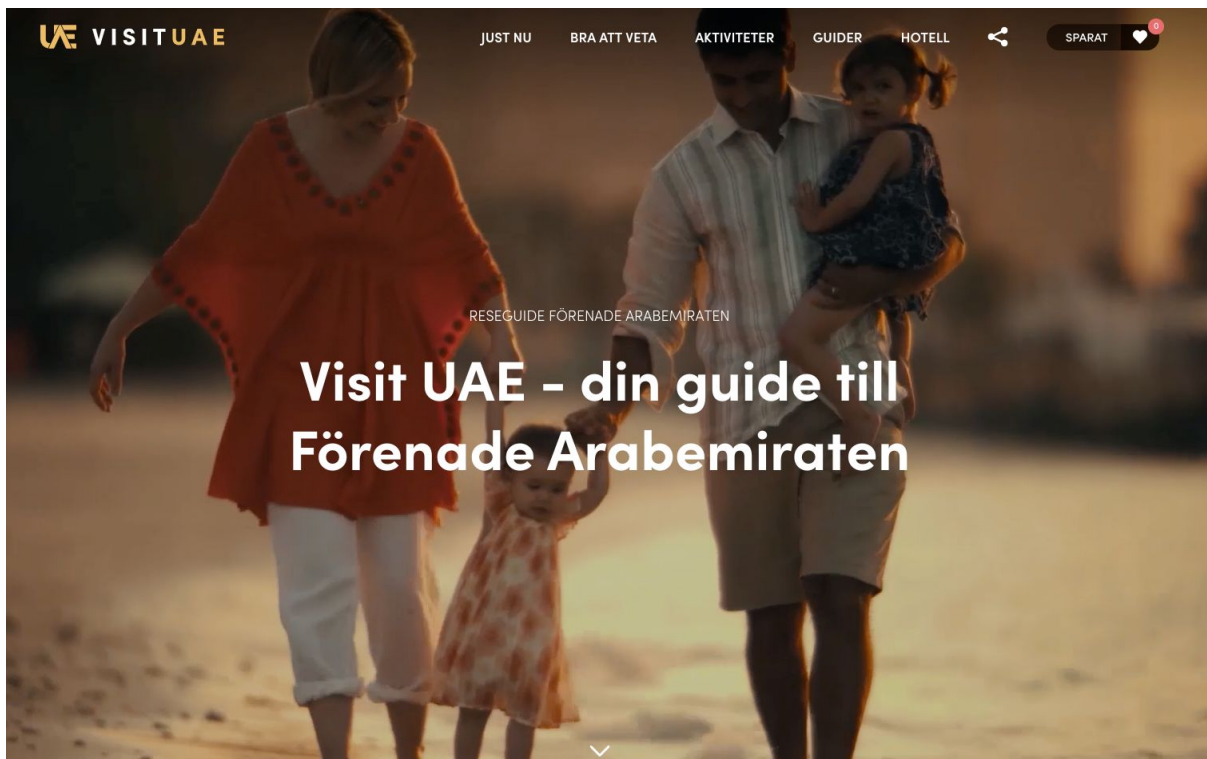 UAE VISITUAE
JUST NU
BRA ATT VETA
AKTIVITETER
GUIDER
HOTELL
SPARAT
0
RESEGUIDE FÖRENADE ARABEMIRATEN
Visit UAE - din guide till
Förenade Arabemiraten